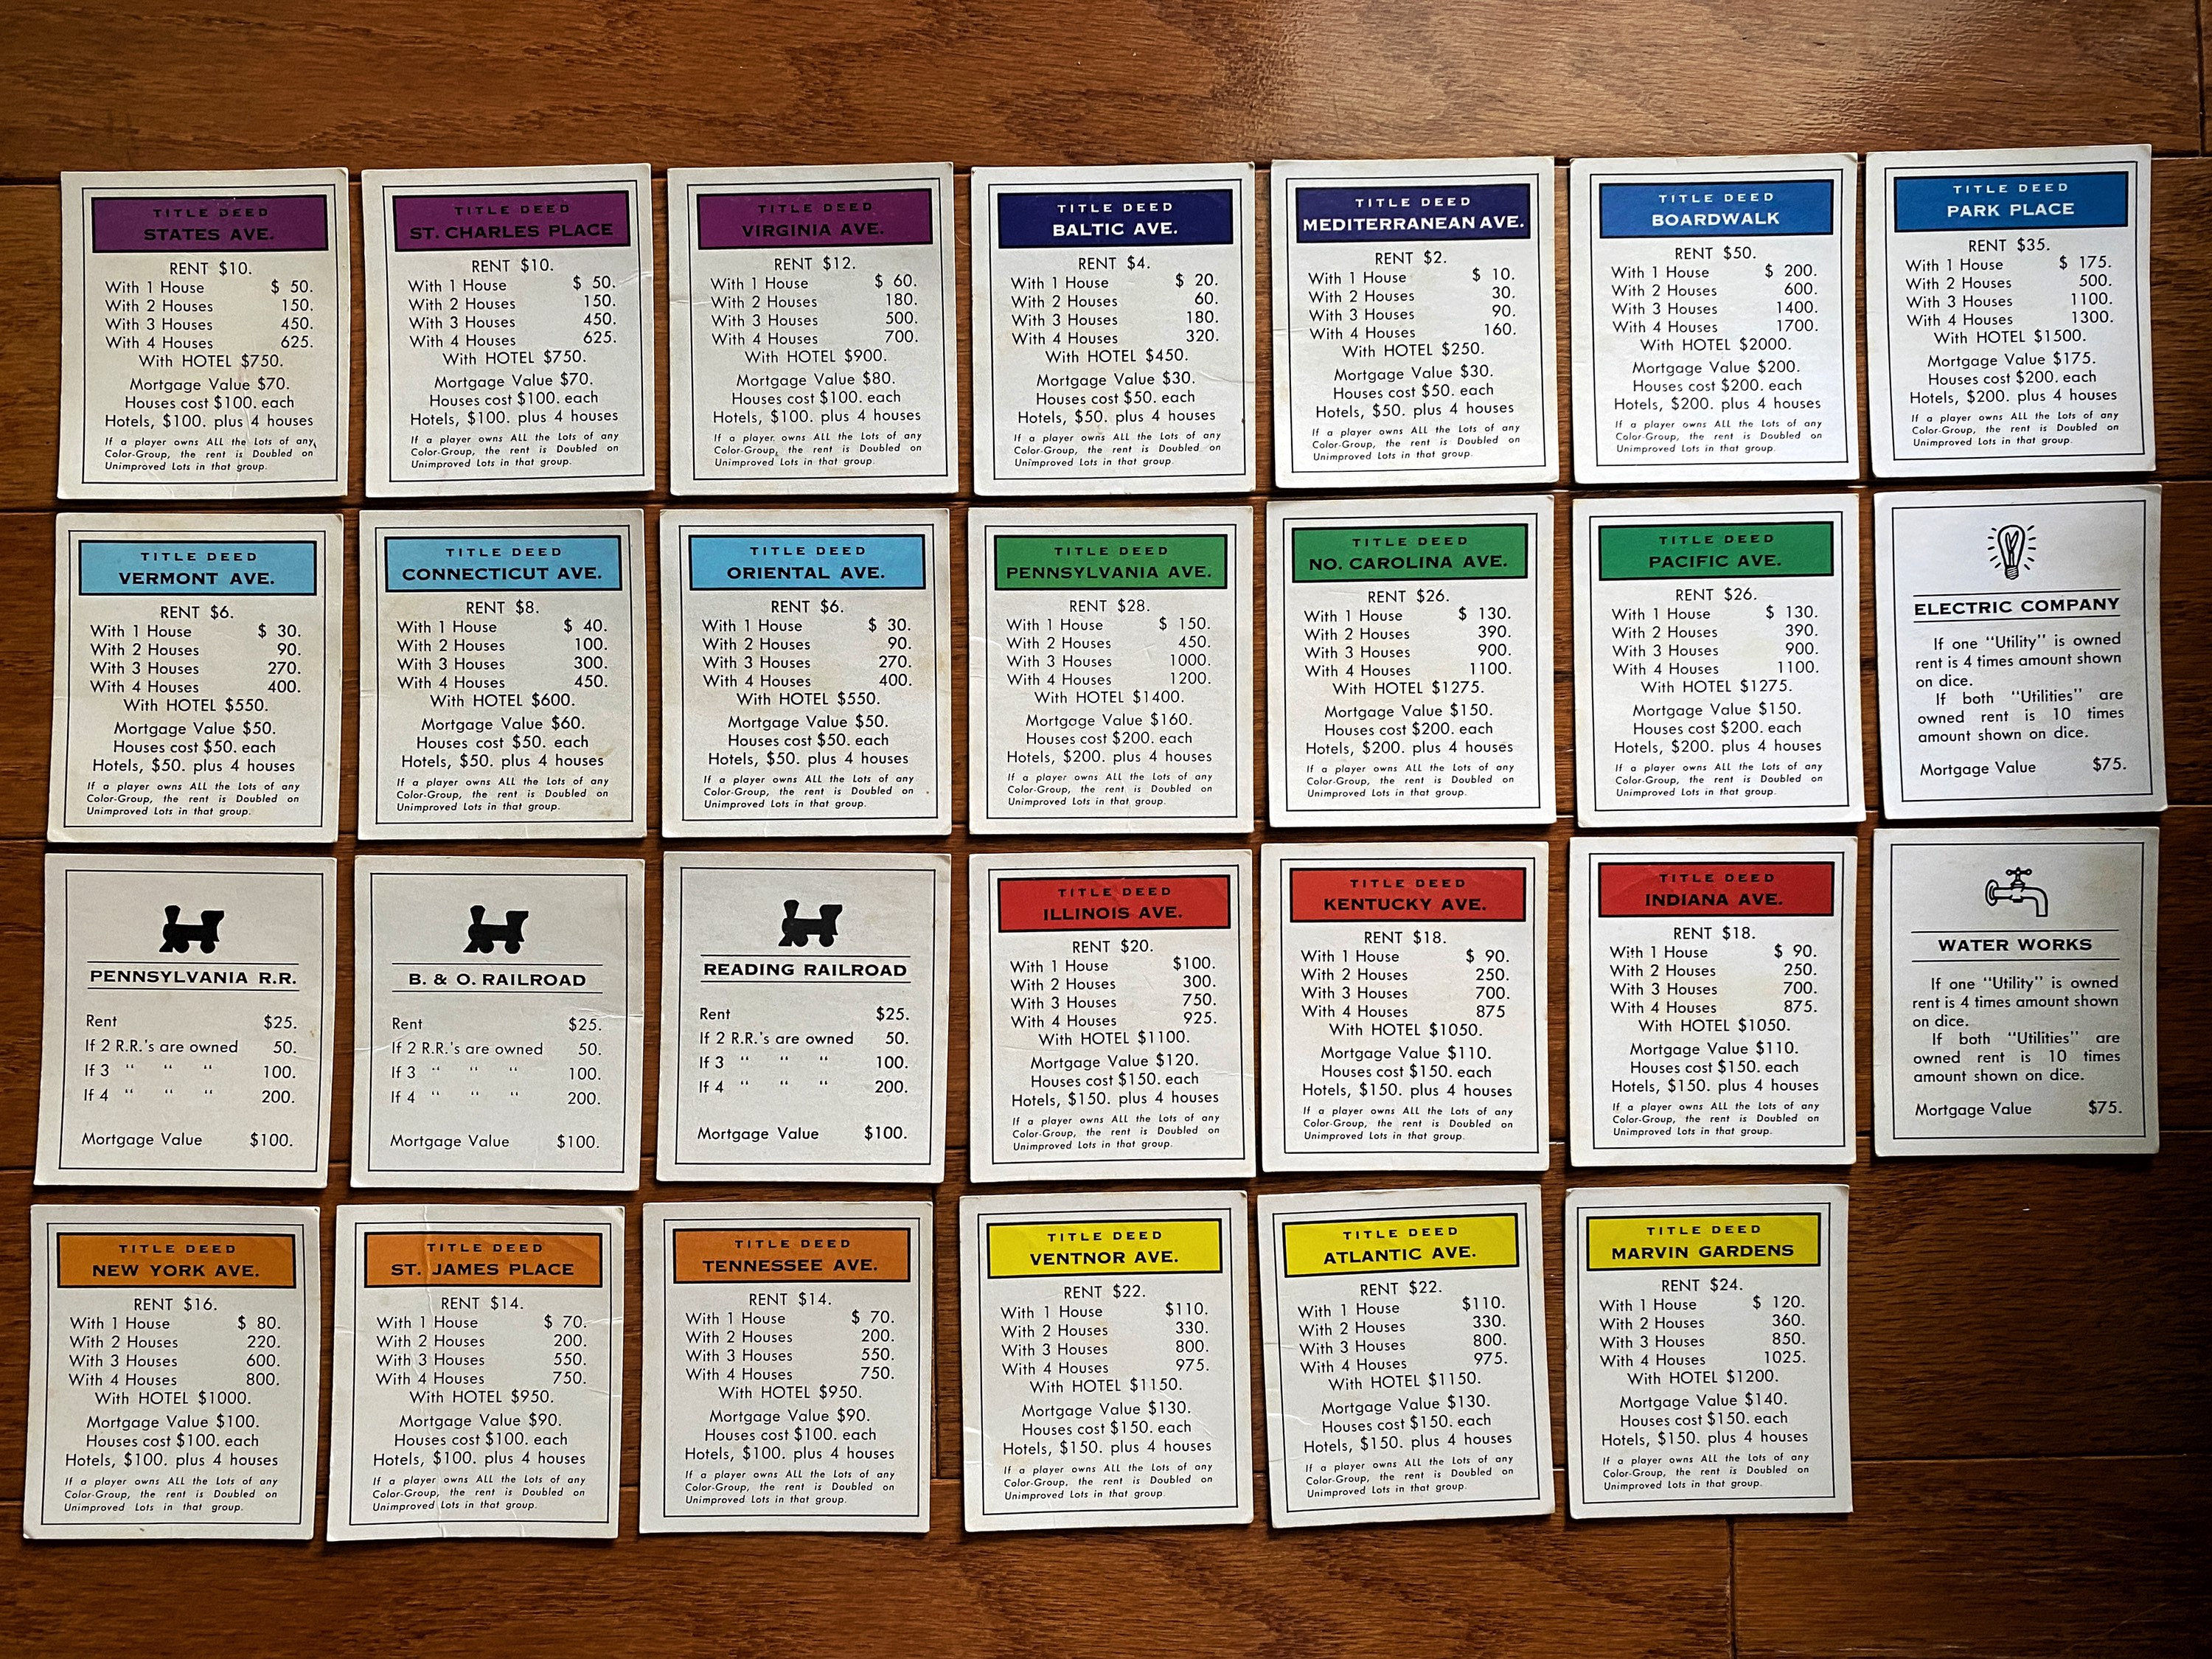 TITLE DEED
STATES AVE.
RENT $10.
With 1 House $ 50.
With 2 Houses 150.
With 3 Houses 450.
With 4 Houses 625.
With HOTEL $750.
Mortgage Value $70.
Houses cost $100. each
Hotels, $100. plus 4 houses
If a player owns ALL the Lots of any
Color-Group, the rent is Doubled on
Unimproved Lots in that group.
TITLE DEED
ST. CHARLES PLACE
RENT $10.
With 1 House $ 50.
With 2 Houses 150.
With 3 Houses 450.
With 4 Houses 625.
With HOTEL $750.
Mortgage Value $70.
Houses cost $100. each
Hotels, $100. plus 4 houses
If a player owns ALL the Lots of any
Color-Group, the rent is Doubled on
Unimproved Lots in that group.
TITLE DEED
VIRGINIA AVE.
RENT $12.
With 1 House $ 60.
With 2 Houses 180.
With 3 Houses 500.
With 4 Houses 700.
With HOTEL $900.
Mortgage Value $80.
Houses cost $100. each
Hotels, $100. plus 4 houses
If a player owns ALL the Lots of any
Color-Group, the rent is Doubled on
Unimproved Lots in that group.
TITLE DEED
BALTIC AVE.
RENT $4.
With 1 House $ 20.
With 2 Houses 60.
With 3 Houses 180.
With 4 Houses 320.
With HOTEL $450.
Mortgage Value $30.
Houses cost $50. each
Hotels, $50. plus 4 houses
If a player owns ALL the Lots of any
Color-Group, the rent is Doubled on
Unimproved Lots in that group.
TITLE DEED
MEDITERRANEAN AVE.
RENT $2.
With 1 House $ 10.
With 2 Houses 30.
With 3 Houses 90.
With 4 Houses 160.
With HOTEL $250.
Mortgage Value $30.
Houses cost $50. each
Hotels, $50. plus 4 houses
If a player owns ALL the Lots of any
Color-Group, the rent is Doubled on
Unimproved Lots in that group.
TITLE DEED
BOARDWALK
RENT $50.
With 1 House $ 200.
With 2 Houses 600.
With 3 Houses 1400.
With 4 Houses 1700.
With HOTEL $2000.
Mortgage Value $200.
Houses cost $200. each
Hotels, $200. plus 4 houses
If a player owns ALL the Lots of any
Color-Group, the rent is Doubled on
Unimproved Lots in that group.
TITLE DEED
PARK PLACE
RENT $35.
With 1 House $ 175.
With 2 Houses 500.
With 3 Houses 1100.
With 4 Houses 1300.
With HOTEL $1500.
Mortgage Value $175.
Houses cost $200. each
Hotels, $200. plus 4 houses
If a player owns ALL the Lots of any
Color-Group, the rent is Doubled on
Unimproved Lots in that group.
TITLE DEED
VERMONT AVE.
RENT $6.
With 1 House $ 30.
With 2 Houses 90.
With 3 Houses 270.
With 4 Houses 400.
With HOTEL $550.
Mortgage Value $50.
Houses cost $50. each
Hotels, $50. plus 4 houses
If a player owns ALL the Lots of any
Color-Group, the rent is Doubled on
Unimproved Lots in that group.
TITLE DEED
CONNECTICUT AVE.
RENT $8.
With 1 House $ 40.
With 2 Houses 100.
With 3 Houses 300.
With 4 Houses 450.
With HOTEL $600.
Mortgage Value $60.
Houses cost $50. each
Hotels, $50. plus 4 houses
If a player owns ALL the Lots of any
Color-Group, the rent is Doubled on
Unimproved Lots in that group.
TITLE DEED
ORIENTAL AVE.
RENT $6.
With 1 House $ 30.
With 2 Houses 90.
With 3 Houses 270.
With 4 Houses 400.
With HOTEL $550.
Mortgage Value $50.
Houses cost $50. each
Hotels, $50. plus 4 houses
If a player owns ALL the Lots of any
Color-Group, the rent is Doubled on
Unimproved Lots in that group.
TITLE DEED
PENNSYLVANIA AVE.
RENT $28.
With 1 House $ 150.
With 2 Houses 450.
With 3 Houses 1000.
With 4 Houses 1200.
With HOTEL $1400.
Mortgage Value $160.
Houses cost $200. each
Hotels, $200. plus 4 houses
If a player owns ALL the Lots of any
Color-Group, the rent is Doubled on
Unimproved Lots in that group.
TITLE DEED
NO. CAROLINA AVE.
RENT $26.
With 1 House $ 130.
With 2 Houses 390.
With 3 Houses 900.
With 4 Houses 1100.
With HOTEL $1275.
Mortgage Value $150.
Houses cost $200. each
Hotels, $200. plus 4 houses
If a player owns ALL the Lots of any
Color-Group, the rent is Doubled on
Unimproved Lots in that group.
TITLE DEED
PACIFIC AVE.
RENT $26.
With 1 House $ 130.
With 2 Houses 390.
With 3 Houses 900.
With 4 Houses 1100.
With HOTEL $1275.
Mortgage Value $150.
Houses cost $200. each
Hotels, $200. plus 4 houses
If a player owns ALL the Lots of any
Color-Group, the rent is Doubled on
Unimproved Lots in that group.
ELECTRIC COMPANY
If one "Utility" is owned
rent is 4 times amount shown
on dice.
If both "Utilities" are
owned rent is 10 times
amount shown on dice.
Mortgage Value $75.
PENNSYLVANIA R.R.
Rent $25.
If 2 R.R.'s are owned 50.
If 3 " " " 100.
If 4 " " " 200.
Mortgage Value $100.
B. & O. RAILROAD
Rent $25.
If 2 R.R.'s are owned 50.
If 3 " " " 100.
If 4 " " " 200.
Mortgage Value $100.
READING RAILROAD
Rent $25.
If 2 R.R.'s are owned 50.
If 3 " " " 100.
If 4 " " " 200.
Mortgage Value $100.
TITLE DEED
ILLINOIS AVE.
RENT $20.
With 1 House $100.
With 2 Houses 300.
With 3 Houses 750.
With 4 Houses 925.
With HOTEL $1100.
Mortgage Value $120.
Houses cost $150. each
Hotels, $150. plus 4 houses
If a player owns ALL the Lots of any
Color-Group, the rent is Doubled on
Unimproved Lots in that group.
TITLE DEED
KENTUCKY AVE.
RENT $18.
With 1 House $ 90.
With 2 Houses 250.
With 3 Houses 700.
With 4 Houses 875
With HOTEL $1050.
Mortgage Value $110.
Houses cost $150. each
Hotels, $150. plus 4 houses
If a player owns ALL the Lots of any
Color-Group, the rent is Doubled on
Unimproved Lots in that group.
TITLE DEED
INDIANA AVE.
RENT $18.
With 1 House $ 90.
With 2 Houses 250.
With 3 Houses 700.
With 4 Houses 875.
With HOTEL $1050.
Mortgage Value $110.
Houses cost $150. each
Hotels, $150. plus 4 houses
If a player owns ALL the Lots of any
Color-Group, the rent is Doubled on
Unimproved Lots in that group.
WATER WORKS
If one "Utility" is owned
rent is 4 times amount shown
on dice.
If both "Utilities" are
owned rent is 10 times
amount shown on dice.
Mortgage Value $75.
TITLE DEED
NEW YORK AVE.
RENT $16.
With 1 House $ 80.
With 2 Houses 220.
With 3 Houses 600.
With 4 Houses 800.
With HOTEL $1000.
Mortgage Value $100.
Houses cost $100. each
Hotels, $100. plus 4 houses
If a player owns ALL the Lots of any
Color-Group, the rent is Doubled on
Unimproved Lots in that group.
TITLE DEED
ST. JAMES PLACE
RENT $14.
With 1 House $ 70.
With 2 Houses 200.
With 3 Houses 550.
With 4 Houses 750.
With HOTEL $950.
Mortgage Value $90.
Houses cost $100. each
Hotels, $100. plus 4 houses
If a player owns ALL the Lots of any
Color-Group, the rent is Doubled on
Unimproved Lots in that group.
TITLE DEED
TENNESSEE AVE.
RENT $14.
With 1 House $ 70.
With 2 Houses 200.
With 3 Houses 550.
With 4 Houses 750.
With HOTEL $950.
Mortgage Value $90.
Houses cost $100. each
Hotels, $100. plus 4 houses
If a player owns ALL the Lots of any
Color-Group, the rent is Doubled on
Unimproved Lots in that group.
TITLE DEED
VENTNOR AVE.
RENT $22.
With 1 House $110.
With 2 Houses 330.
With 3 Houses 800.
With 4 Houses 975.
With HOTEL $1150.
Mortgage Value $130.
Houses cost $150. each
Hotels, $150. plus 4 houses
If a player owns ALL the Lots of any
Color-Group, the rent is Doubled on
Unimproved Lots in that group.
TITLE DEED
ATLANTIC AVE.
RENT $22.
With 1 House $110.
With 2 Houses 330.
With 3 Houses 800.
With 4 Houses 975.
With HOTEL $1150.
Mortgage Value $130.
Houses cost $150. each
Hotels, $150. plus 4 houses
If a player owns ALL the Lots of any
Color-Group, the rent is Doubled on
Unimproved Lots in that group.
TITLE DEED
MARVIN GARDENS
RENT $24.
With 1 House $ 120.
With 2 Houses 360.
With 3 Houses 850.
With 4 Houses 1025.
With HOTEL $1200.
Mortgage Value $140.
Houses cost $150. each
Hotels, $150. plus 4 houses
If a player owns ALL the Lots of any
Color-Group, the rent is Doubled on
Unimproved Lots in that group.